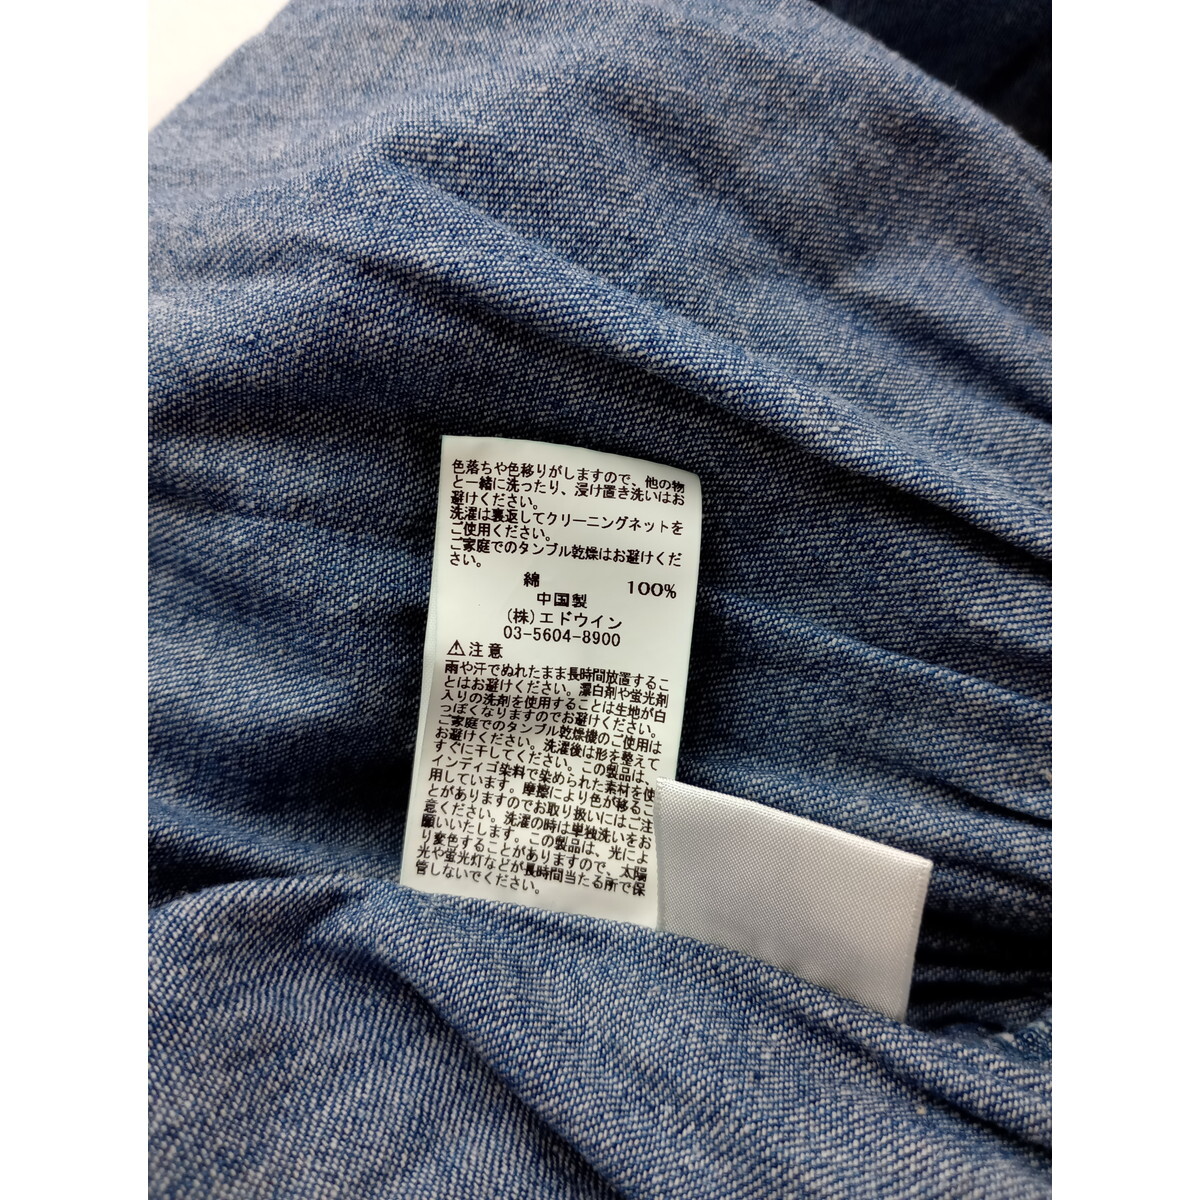 色落ちや色移りがしますので、他の物
と一緒に洗ったり、浸け置き洗いはお
避けください。
洗濯は裏返してクリーニングネットを
ご使用ください。
ご家庭でのタンブル乾燥はお避けくだ
さい。
綿 100%
中国製
(株)エドウイン
03-5604-8900
⚠注意
雨や汗でぬれたまま長時間放置するこ
とはお避けください。漂白剤や蛍光剤
入りの洗剤を使用することは生地が白
っぽくなりますのでお避けください。
ご家庭でのタンブル乾燥機のご使用は
お避けください。洗濯後は形を整えて
すぐに干してください。この製品は、
インディゴ染料で染められた素材を使
用しています。摩擦により色が移るこ
とがありますのでお取り扱いにはご注
意ください。洗濯の時は単独洗いをお
願いいたします。この製品は、光によ
り変色することがありますので、太陽
光や蛍光灯などが長時間当たる所で保
管しないでください。